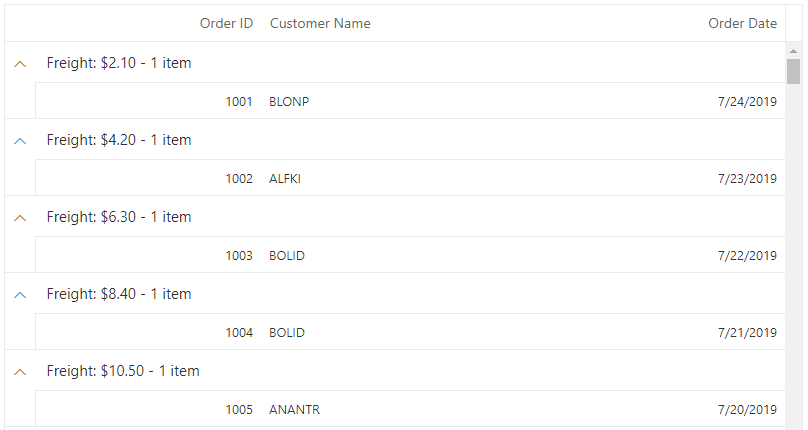 Order ID Customer Name Order Date
Freight: $2.10 - 1 item
1001 BLONP 7/24/2019
Freight: $4.20 - 1 item
1002 ALFKI 7/23/2019
Freight: $6.30 - 1 item
1003 BOLID 7/22/2019
Freight: $8.40 - 1 item
1004 BOLID 7/21/2019
Freight: $10.50 - 1 item
1005 ANANTR 7/20/2019